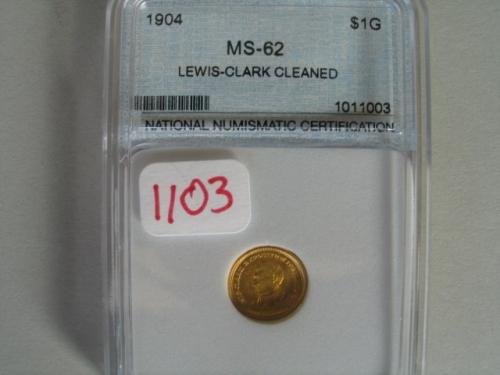 1904 $1G
MS-62
LEWIS-CLARK CLEANED
1011003
NATIONAL NUMISMATIC CERTIFICATION
1103